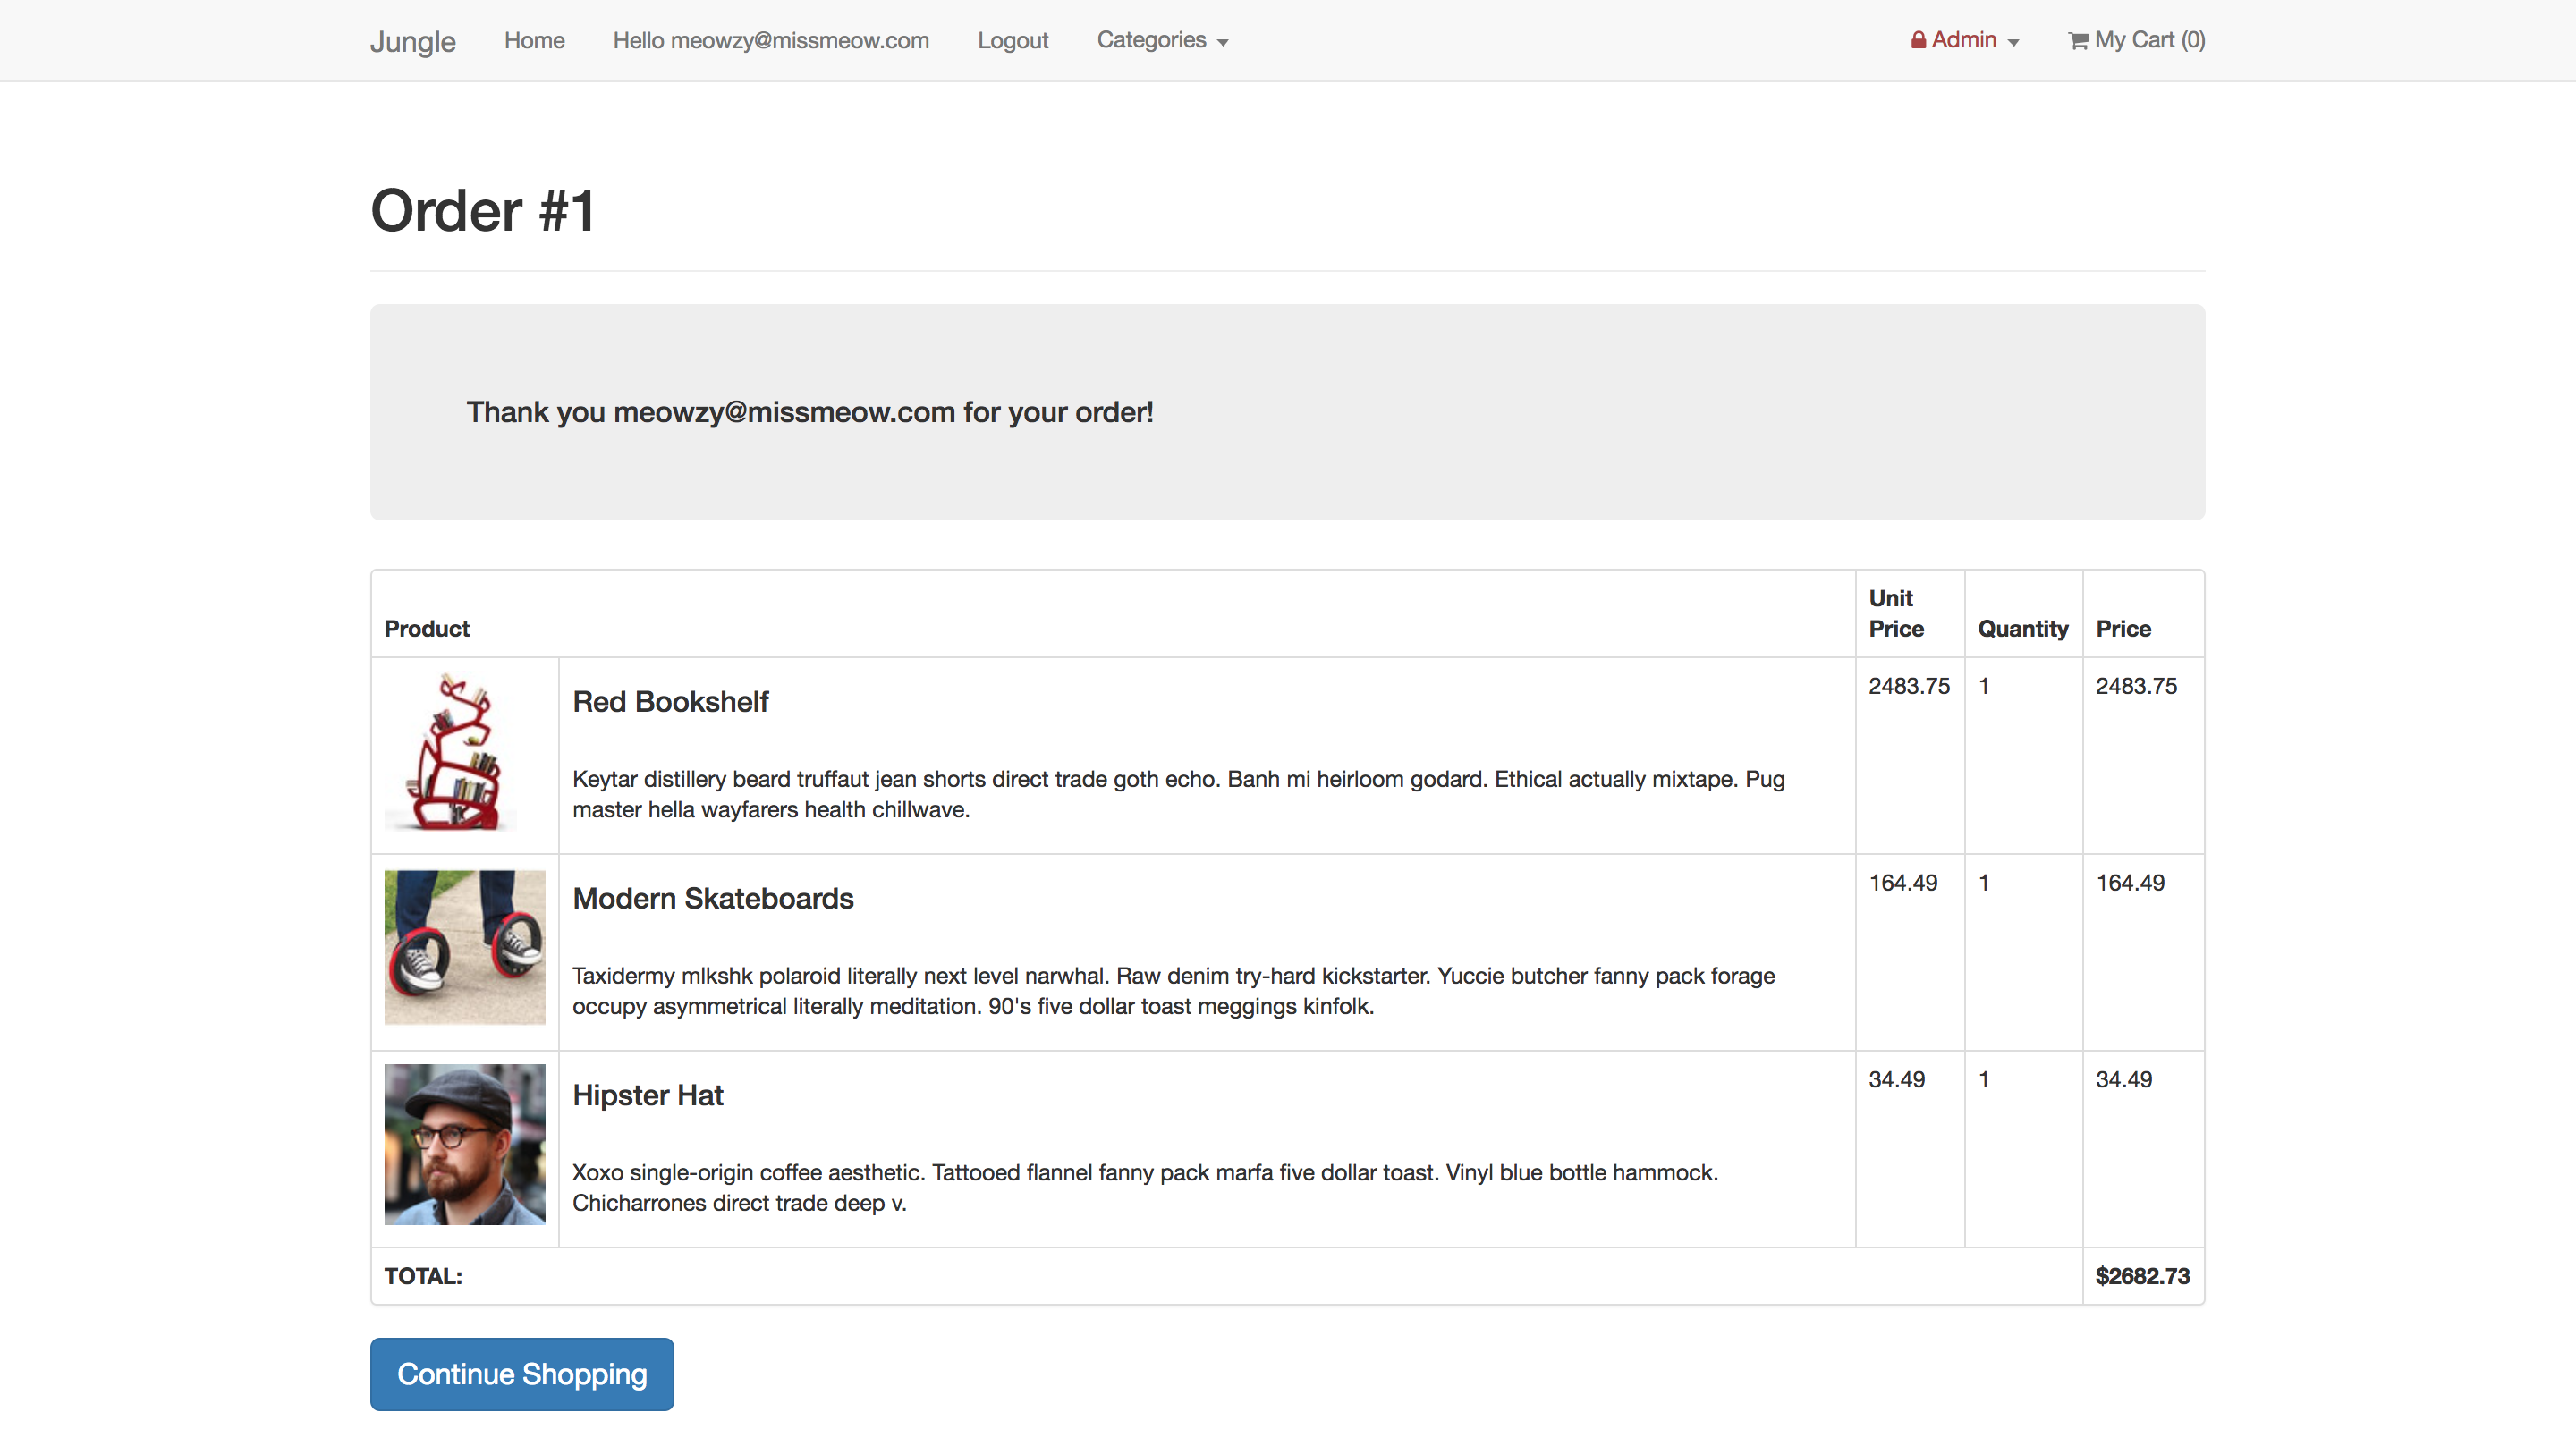 Jungle Home Hello meowzy@missmeow.com Logout Categories Admin My Cart (0)
Order #1
Thank you meowzy@missmeow.com for your order!
Product Unit Price Quantity Price
Red Bookshelf 2483.75 1 2483.75
Keytar distillery beard truffaut jean shorts direct trade goth echo. Banh mi heirloom godard. Ethical actually mixtape. Pug
master hella wayfarers health chillwave.
Modern Skateboards 164.49 1 164.49
Taxidermy mlkshk polaroid literally next level narwhal. Raw denim try-hard kickstarter. Yuccie butcher fanny pack forage
occupy asymmetrical literally meditation. 90's five dollar toast meggings kinfolk.
Hipster Hat 34.49 1 34.49
Xoxo single-origin coffee aesthetic. Tattooed flannel fanny pack marfa five dollar toast. Vinyl blue bottle hammock.
Chicharrones direct trade deep v.
TOTAL: $2682.73
Continue Shopping